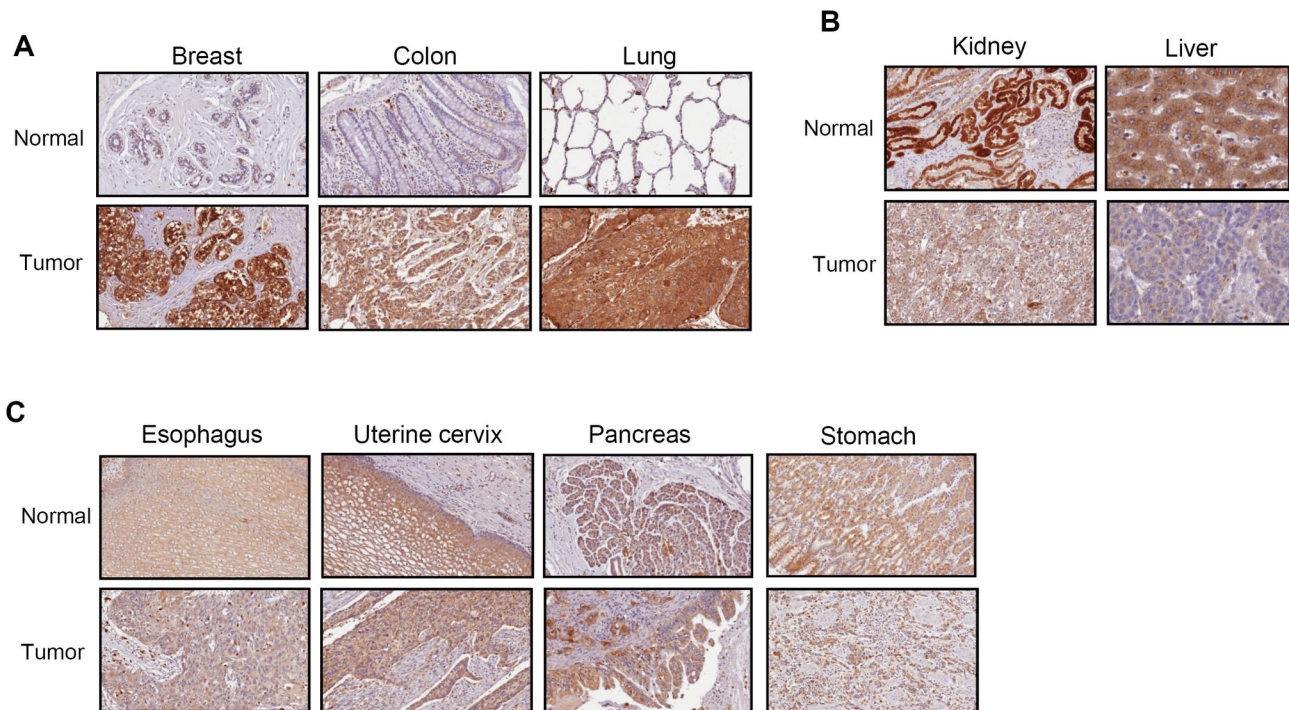 A
Breast Colon Lung
Normal
Tumor
B
Kidney Liver
Normal
Tumor
C
Esophagus Uterine cervix Pancreas Stomach
Normal
Tumor